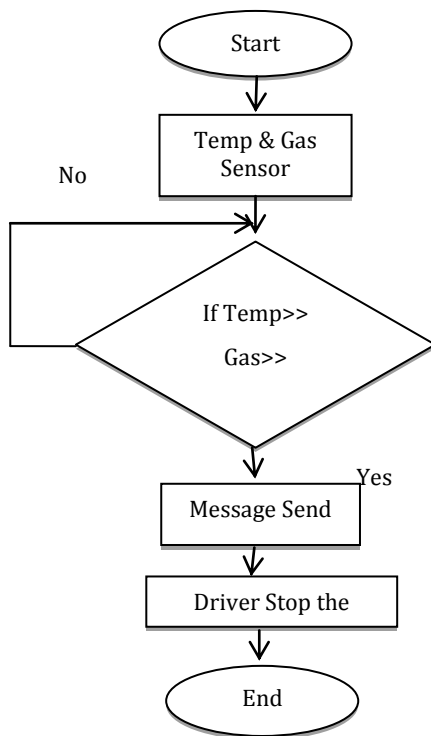 Start
Temp & Gas
Sensor
No
If Temp>>
Gas>>
Yes
Message Send
Driver Stop the
End